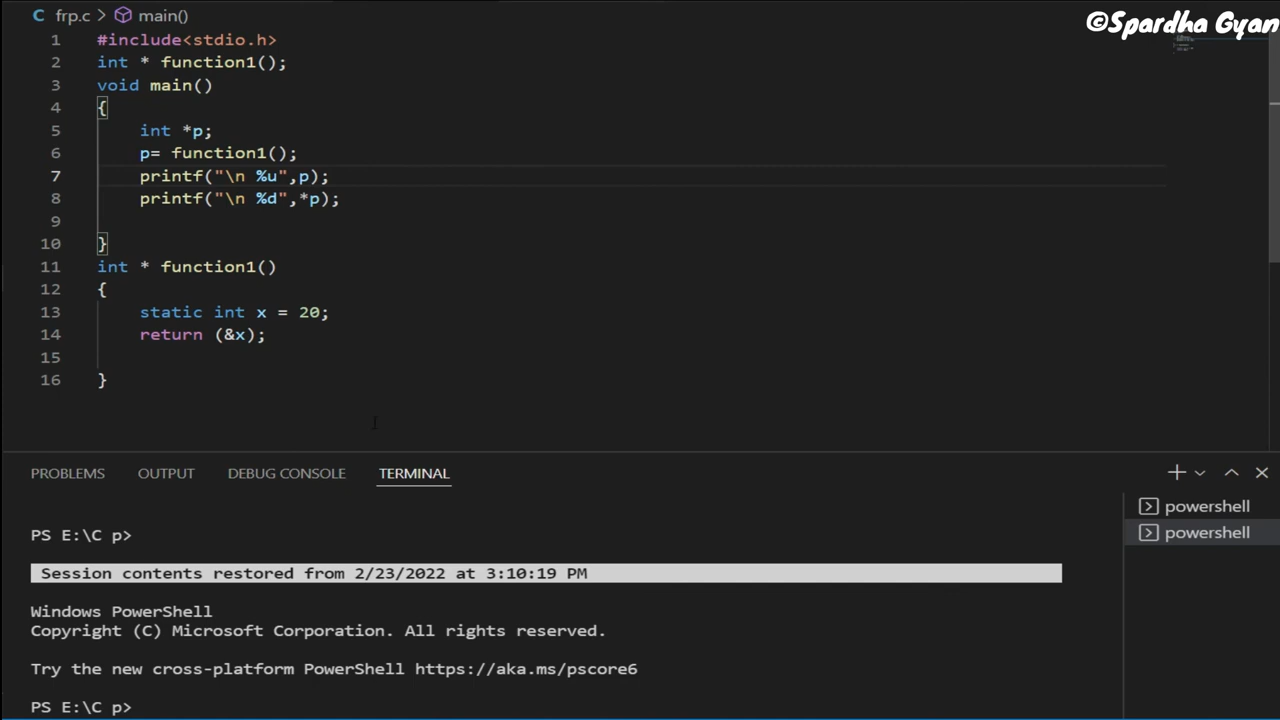 C frp.c > main()
©Spardha Gyan
1 #include<stdio.h>
2 int * function1();
3 void main()
4 {
5 int *p;
6 p= function1();
7 printf("\n %u",p);
8 printf("\n %d",*p);
9
10 }
11 int * function1()
12 {
13 static int x = 20;
14 return (&x);
15
16 }
PROBLEMS OUTPUT DEBUG CONSOLE TERMINAL
powershell
powershell
PS E:\C p>
Session contents restored from 2/23/2022 at 3:10:19 PM
Windows PowerShell
Copyright (C) Microsoft Corporation. All rights reserved.
Try the new cross-platform PowerShell https://aka.ms/pscore6
PS E:\C p>